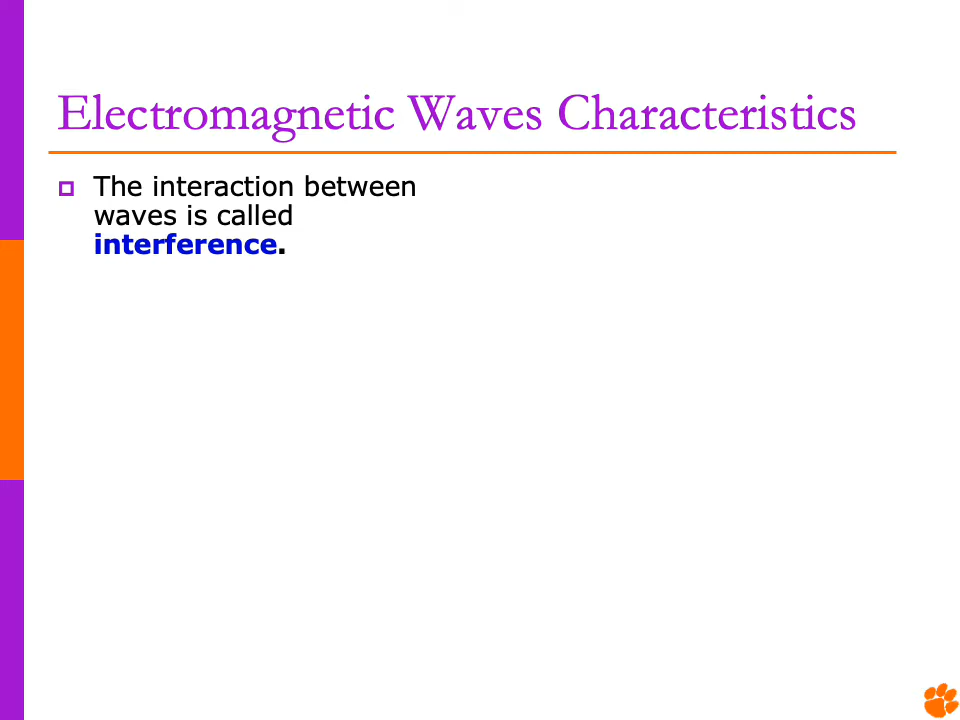 Electromagnetic Waves Characteristics
The interaction between
waves is called
interference.